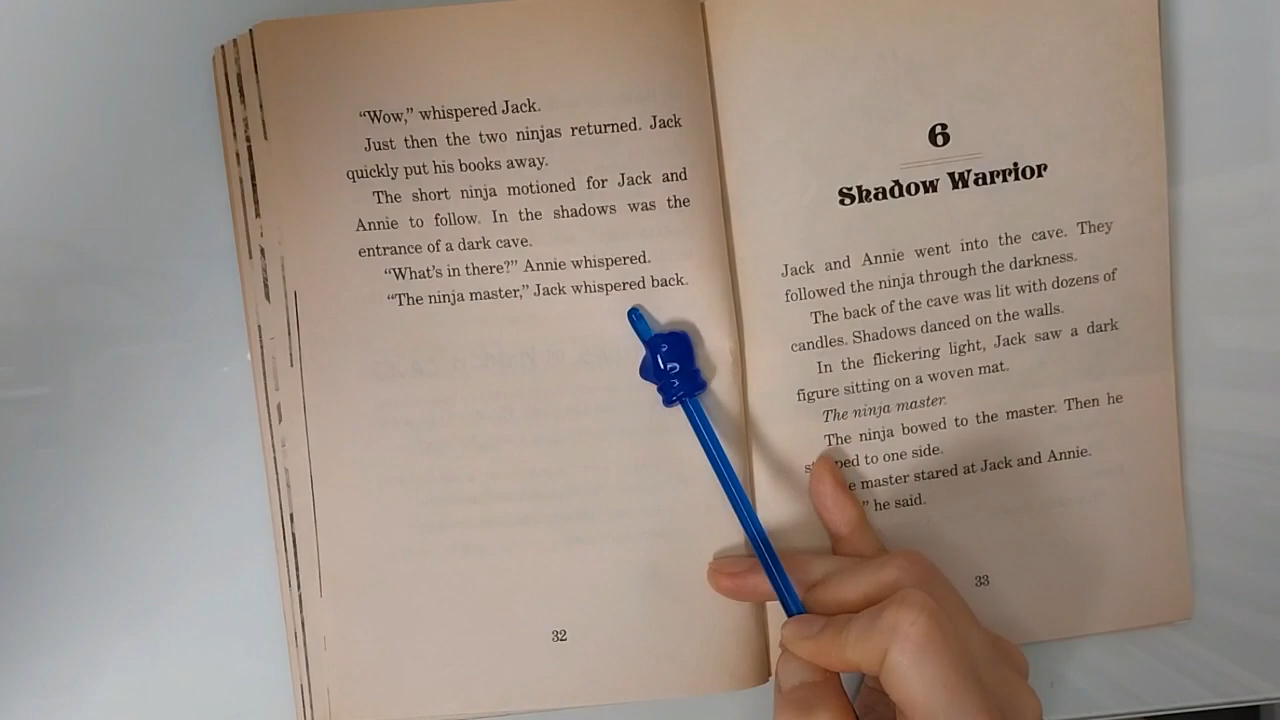 “Wow,” whispered Jack.
Just then the two ninjas returned. Jack
quickly put his books away.
The short ninja motioned for Jack and
Annie to follow. In the shadows was the
entrance of a dark cave.
“What’s in there?” Annie whispered.
“The ninja master,” Jack whispered back.
32
6
Shadow Warrior
Jack and Annie went into the cave. They
followed the ninja through the darkness.
The back of the cave was lit with dozens of
candles. Shadows danced on the walls.
In the flickering light, Jack saw a dark
figure sitting on a woven mat.
The ninja master.
The ninja bowed to the master. Then he
to one side.
master stared at Jack and Annie.
” he said.
33